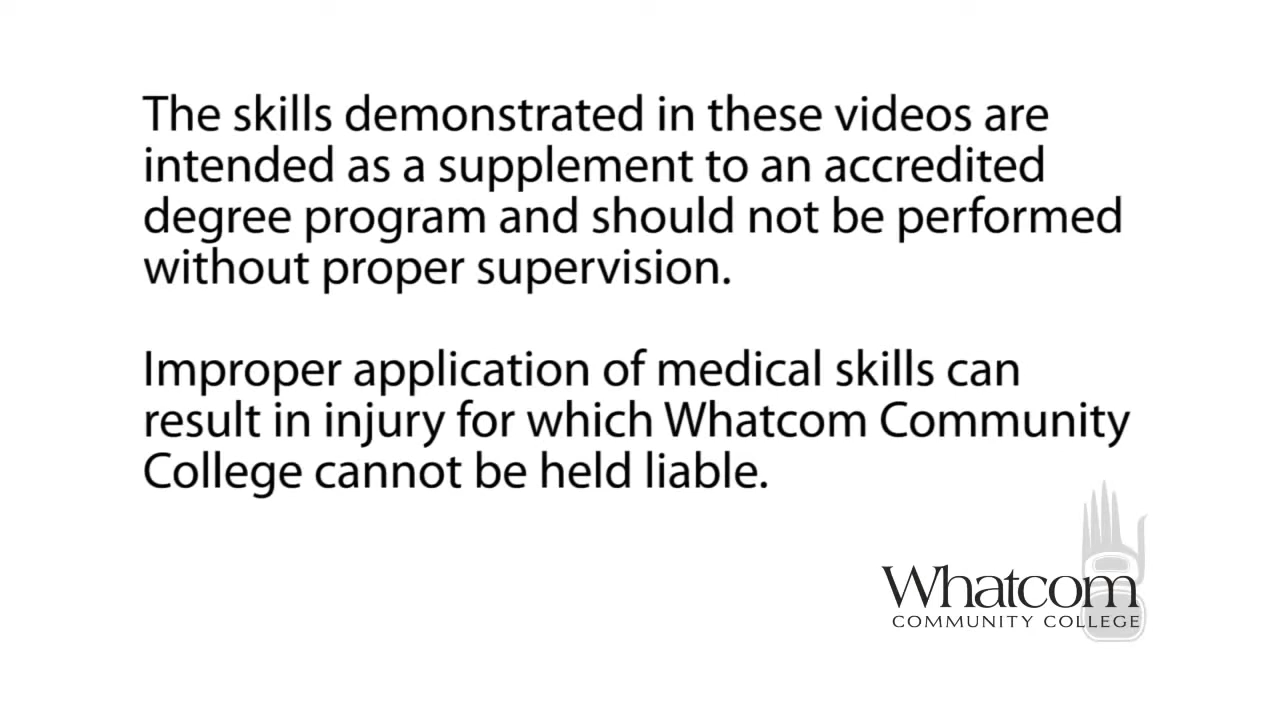 The skills demonstrated in these videos are
intended as a supplement to an accredited
degree program and should not be performed
without proper supervision.
Improper application of medical skills can
result in injury for which Whatcom Community
College cannot be held liable.
Whatcom
COMMUNITY COLLEGE